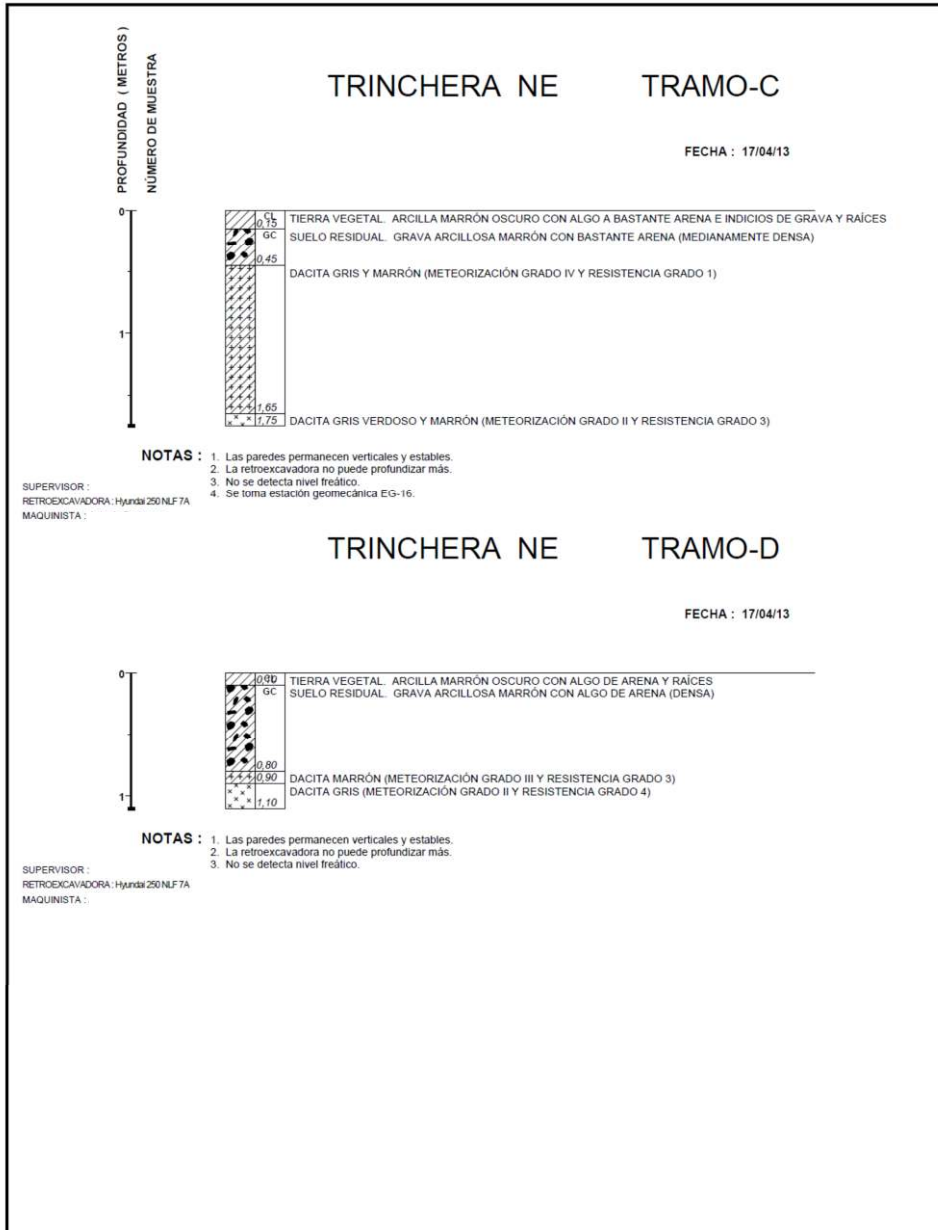 PROFUNDIDAD ( METROS )
NÚMERO DE MUESTRA
TRINCHERA NE TRAMO-C
FECHA : 17/04/13
0
CL
0,15
TIERRA VEGETAL. ARCILLA MARRÓN OSCURO CON ALGO A BASTANTE ARENA E INDICIOS DE GRAVA Y RAÍCES
GC
SUELO RESIDUAL. GRAVA ARCILLOSA MARRÓN CON BASTANTE ARENA (MEDIANAMENTE DENSA)
0,45
DACITA GRIS Y MARRÓN (METEORIZACIÓN GRADO IV Y RESISTENCIA GRADO 1)
1
1,65
1,75 DACITA GRIS VERDOSO Y MARRÓN (METEORIZACIÓN GRADO II Y RESISTENCIA GRADO 3)
NOTAS : 1. Las paredes permanecen verticales y estables.
2. La retroexcavadora no puede profundizar más.
3. No se detecta nivel freático.
4. Se toma estación geomecánica EG-16.
SUPERVISOR :
RETROEXCAVADORA : Hyundai 250 NLF 7A
MAQUINISTA :
TRINCHERA NE TRAMO-D
FECHA : 17/04/13
0
CL
0,10
TIERRA VEGETAL. ARCILLA MARRÓN OSCURO CON ALGO DE ARENA Y RAÍCES
GC
SUELO RESIDUAL. GRAVA ARCILLOSA MARRÓN CON ALGO DE ARENA (DENSA)
0,80
0,90 DACITA MARRÓN (METEORIZACIÓN GRADO III Y RESISTENCIA GRADO 3)
DACITA GRIS (METEORIZACIÓN GRADO II Y RESISTENCIA GRADO 4)
1
1,10
NOTAS : 1. Las paredes permanecen verticales y estables.
2. La retroexcavadora no puede profundizar más.
3. No se detecta nivel freático.
SUPERVISOR :
RETROEXCAVADORA : Hyundai 250 NLF 7A
MAQUINISTA :